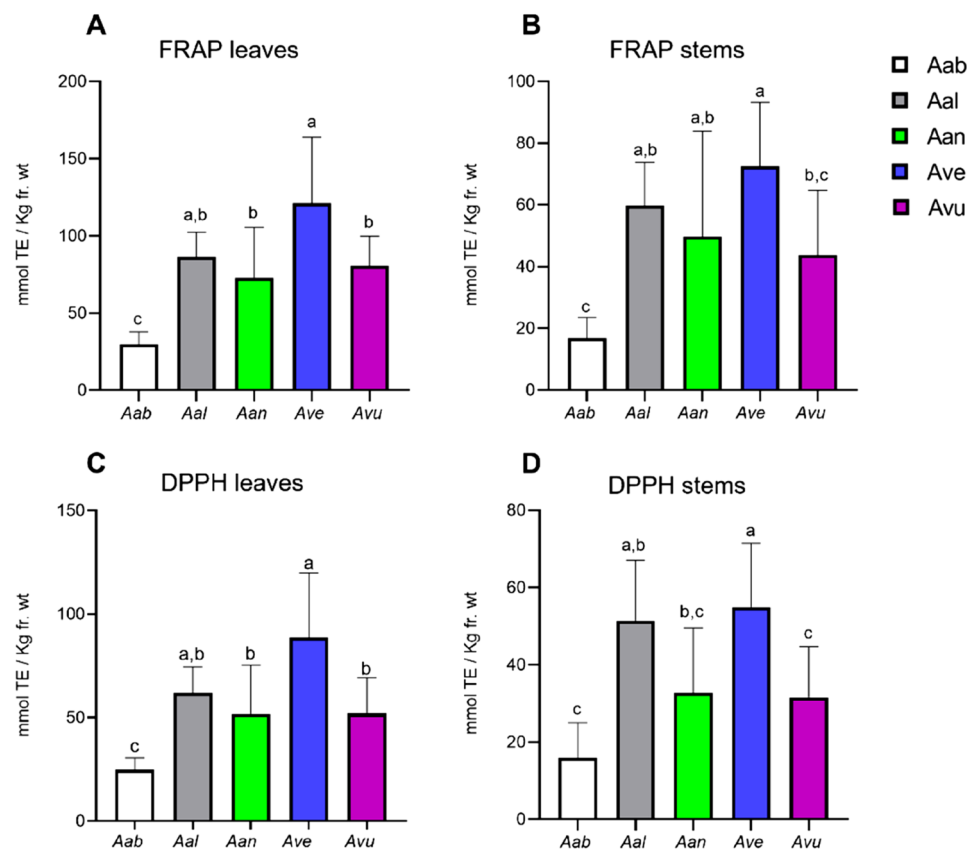 A
FRAP leaves
200
150
100
50
0
mmol TE / Kg fr. wt
c
a,b
b
a
b
Aab
Aal
Aan
Ave
Avu
B
FRAP stems
100
80
60
40
20
0
mmol TE / Kg fr. wt
c
a,b
a,b
a
b,c
Aab
Aal
Aan
Ave
Avu
Aab
Aal
Aan
Ave
Avu
C
DPPH leaves
150
100
50
0
mmol TE / Kg fr. wt
c
a,b
b
a
b
Aab
Aal
Aan
Ave
Avu
D
DPPH stems
80
60
40
20
0
mmol TE / Kg fr. wt
c
a,b
b,c
a
c
Aab
Aal
Aan
Ave
Avu